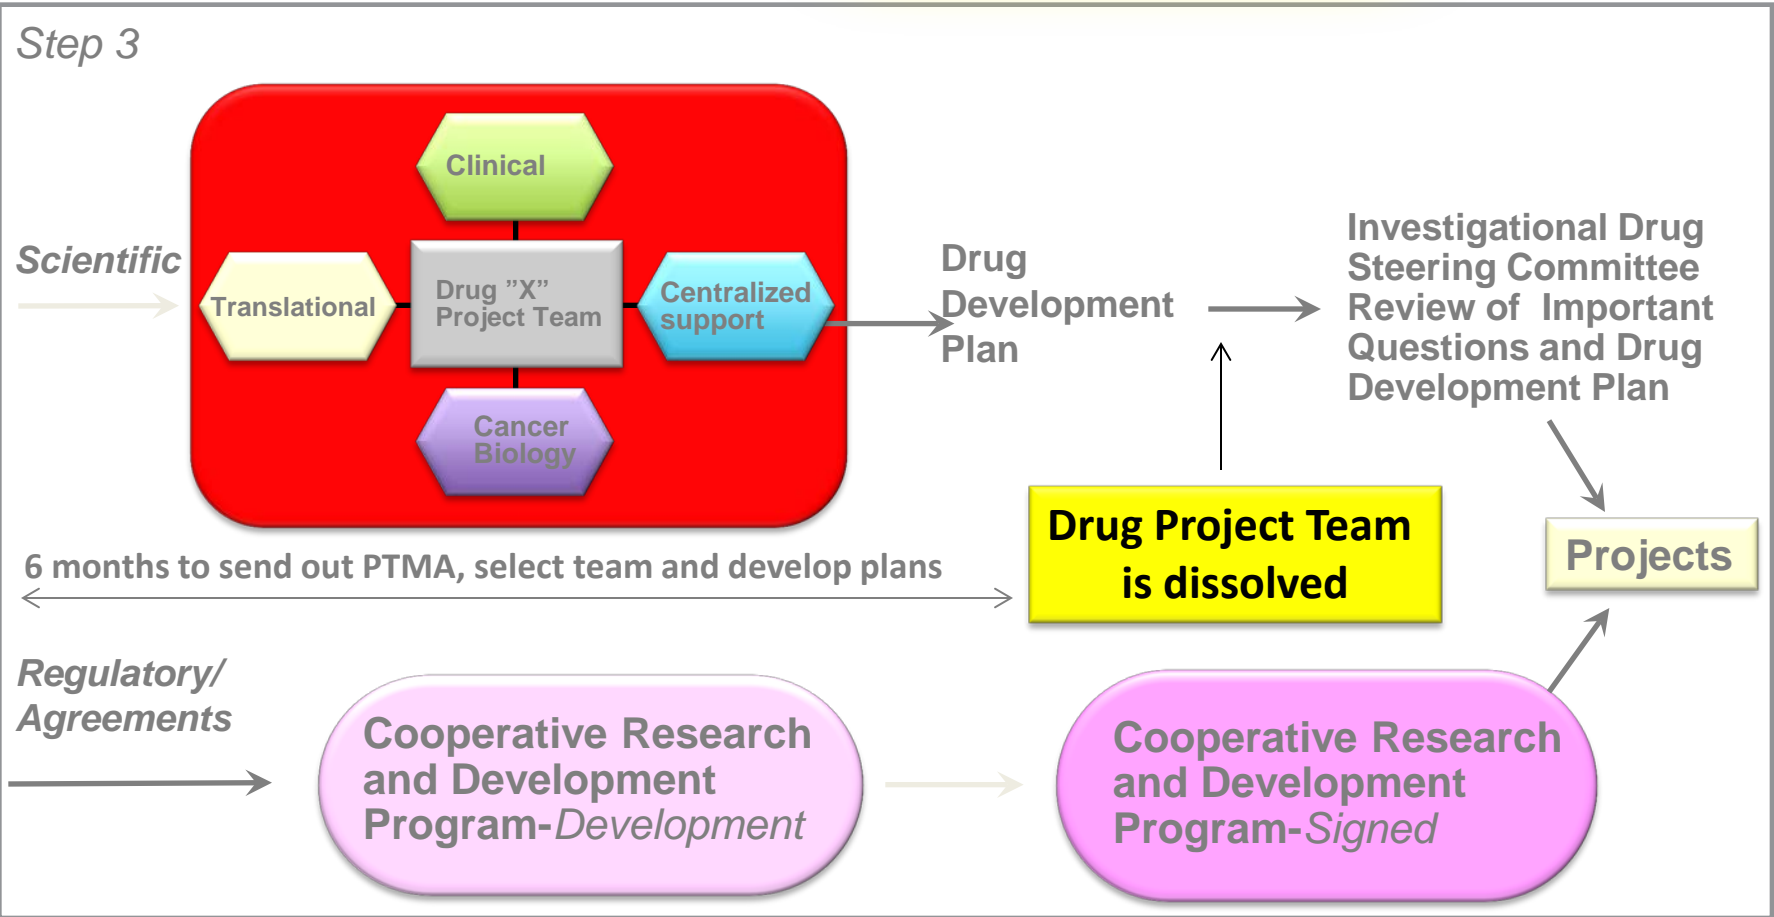 Step 3
Scientific
Clinical
Translational
Drug ”X”
Project Team
Centralized
support
Cancer
Biology
Drug
Development
Plan
Investigational Drug
Steering Committee
Review of Important
Questions and Drug
Development Plan
6 months to send out PTMA, select team and develop plans
Drug Project Team
is dissolved
Projects
Regulatory/
Agreements
Cooperative Research
and Development
Program-Development
Cooperative Research
and Development
Program-Signed